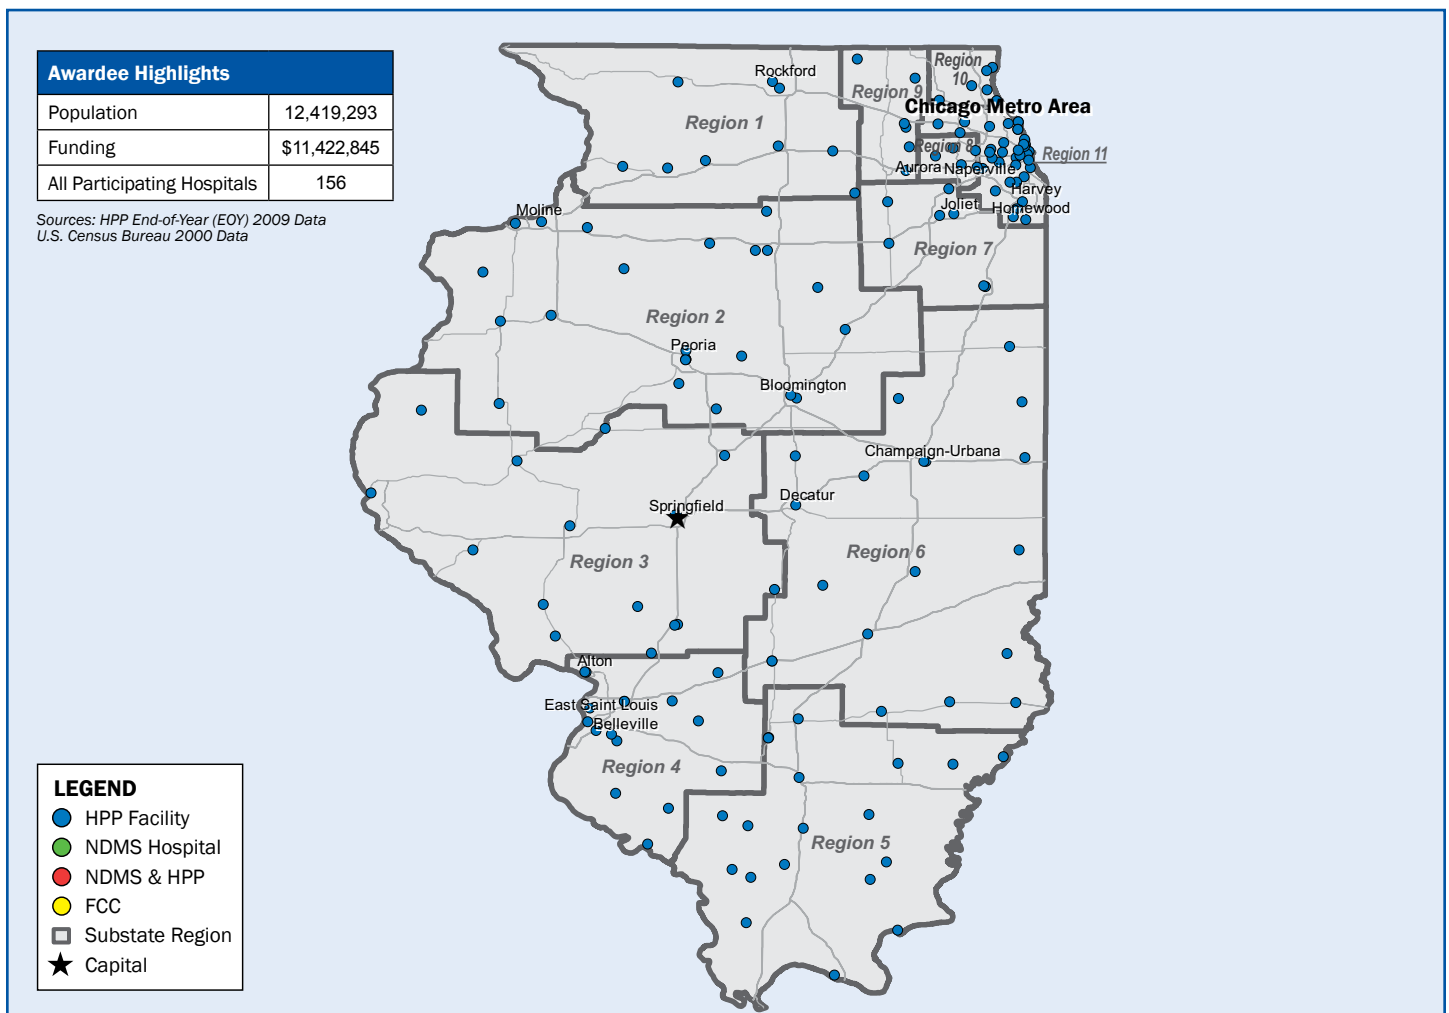 Awardee Highlights
Population 12,419,293
Funding $11,422,845
All Participating Hospitals 156
Sources: HPP End-of-Year (EOY) 2009 Data
U.S. Census Bureau 2000 Data
Rockford
Region 1
Region 9
Region
10
Chicago Metro Area
Region 8
Region 11
Aurora
Naperville
Harvey
Joliet
Homewood
Region 7
Moline
Region 2
Peoria
Bloomington
Champaign-Urbana
Decatur
Springfield
Region 3
Region 6
Alton
East Saint Louis
Belleville
Region 4
Region 5
LEGEND
HPP Facility
NDMS Hospital
NDMS & HPP
FCC
Substate Region
Capital